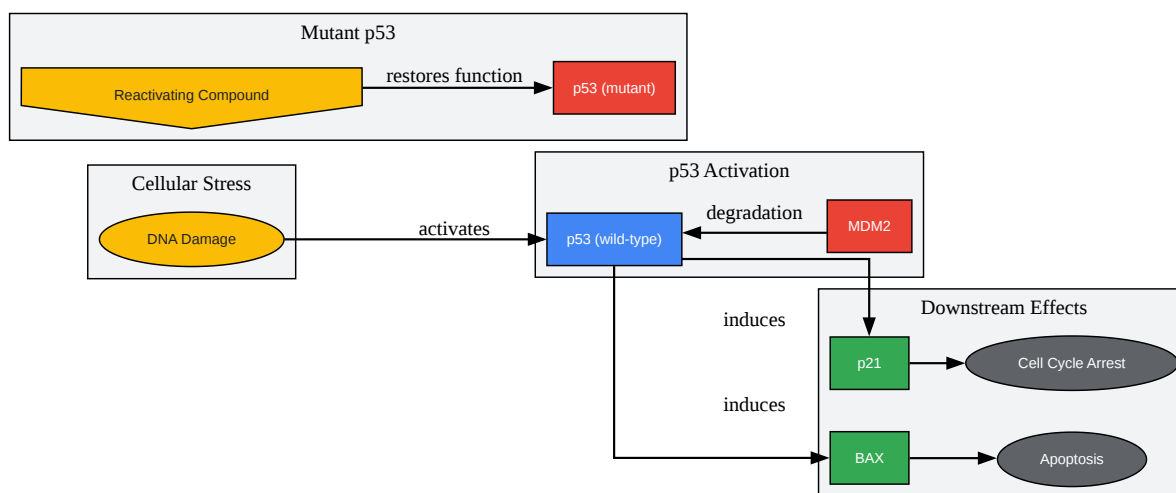 Mutant p53
restores function
Reactivating Compound
p53 (mutant)
Cellular Stress
DNA Damage
activates
p53 Activation
degradation
p53 (wild-type)
MDM2
induces
Downstream Effects
p21
Cell Cycle Arrest
induces
BAX
Apoptosis